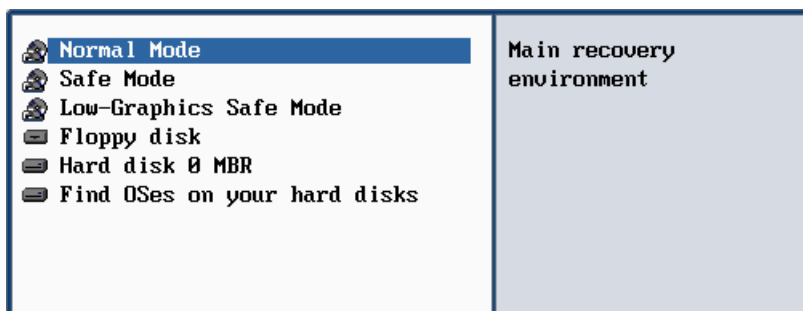 Normal Mode
Safe Mode
Low-Graphics Safe Mode
Floppy disk
Hard disk 0 MBR
Find OSes on your hard disks
Main recovery
environment